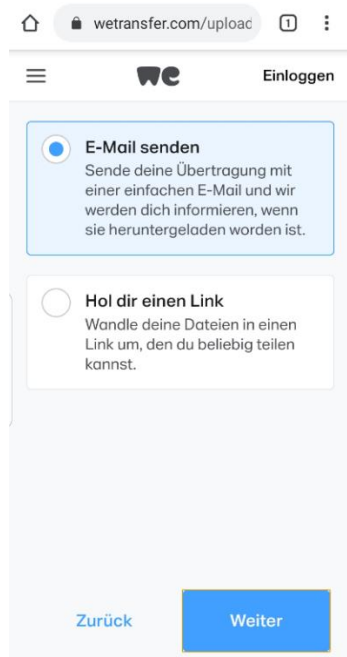 wetransfer.com/upload
1
we
Einloggen
E-Mail senden
Sende deine Übertragung mit
einer einfachen E-Mail und wir
werden dich informieren, wenn
sie heruntergeladen worden ist.
Hol dir einen Link
Wandle deine Dateien in einen
Link um, den du beliebig teilen
kannst.
Zurück
Weiter